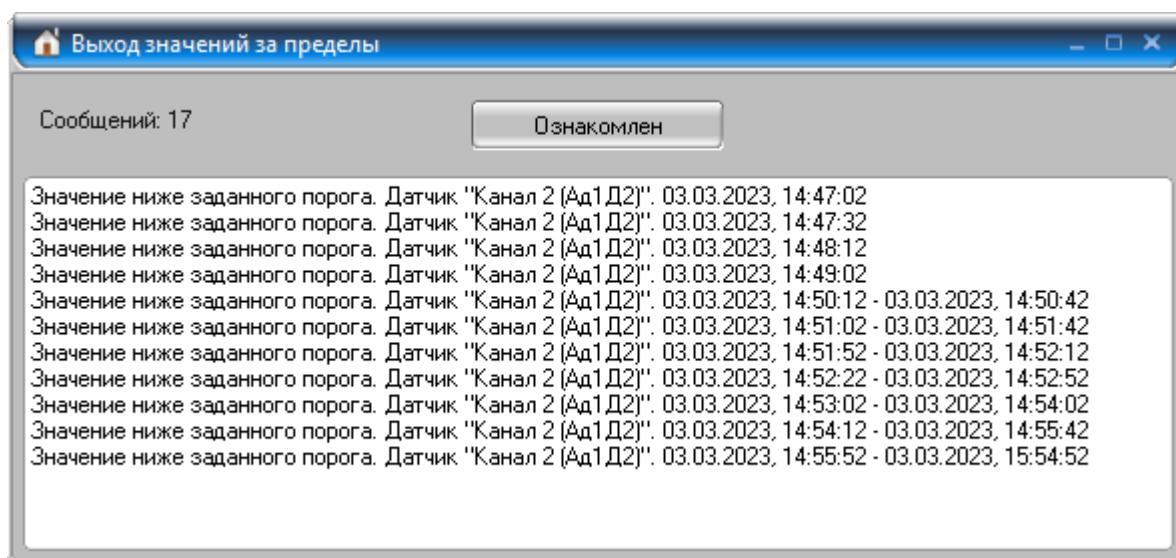 Выход значений за пределы
Сообщений: 17
Ознакомлен
Значение ниже заданного порога. Датчик "Канал 2 (Ад1Д2)". 03.03.2023, 14:47:02
Значение ниже заданного порога. Датчик "Канал 2 (Ад1Д2)". 03.03.2023, 14:47:32
Значение ниже заданного порога. Датчик "Канал 2 (Ад1Д2)". 03.03.2023, 14:48:12
Значение ниже заданного порога. Датчик "Канал 2 (Ад1Д2)". 03.03.2023, 14:49:02
Значение ниже заданного порога. Датчик "Канал 2 (Ад1Д2)". 03.03.2023, 14:50:12 - 03.03.2023, 14:50:42
Значение ниже заданного порога. Датчик "Канал 2 (Ад1Д2)". 03.03.2023, 14:51:02 - 03.03.2023, 14:51:42
Значение ниже заданного порога. Датчик "Канал 2 (Ад1Д2)". 03.03.2023, 14:51:52 - 03.03.2023, 14:52:12
Значение ниже заданного порога. Датчик "Канал 2 (Ад1Д2)". 03.03.2023, 14:52:22 - 03.03.2023, 14:52:52
Значение ниже заданного порога. Датчик "Канал 2 (Ад1Д2)". 03.03.2023, 14:53:02 - 03.03.2023, 14:54:02
Значение ниже заданного порога. Датчик "Канал 2 (Ад1Д2)". 03.03.2023, 14:54:12 - 03.03.2023, 14:55:42
Значение ниже заданного порога. Датчик "Канал 2 (Ад1Д2)". 03.03.2023, 14:55:52 - 03.03.2023, 15:54:52